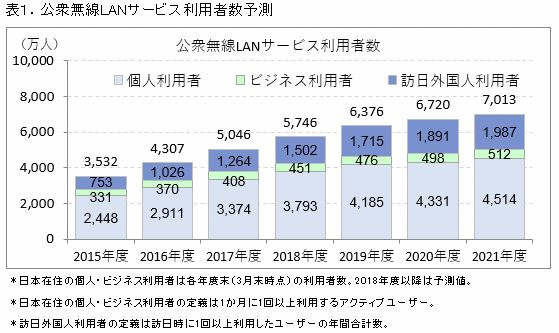 表1．公衆無線LANサービス利用者数予測
(万人)
公衆無線LANサービス利用者数
10,000
個人利用者 ビジネス利用者 訪日外国人利用者
8,000
3,532 4,307 5,046 5,746 6,376 6,720 7,013
6,000
753 1,026 1,264 1,502 1,715 1,891 1,987
4,000
331 370 408 451 476 498 512
2,000
2,448 2,911 3,374 3,793 4,185 4,331 4,514
0
2015年度 2016年度 2017年度 2018年度 2019年度 2020年度 2021年度
＊日本在住の個人・ビジネス利用者は各年度末（3月末時点）の利用者数。2018年度以降は予測値。
＊日本在住の個人・ビジネス利用者の定義は1か月に1回以上利用するアクティブユーザー。
＊訪日外国人利用者の定義は訪日時に1回以上利用したユーザーの年間合計数。